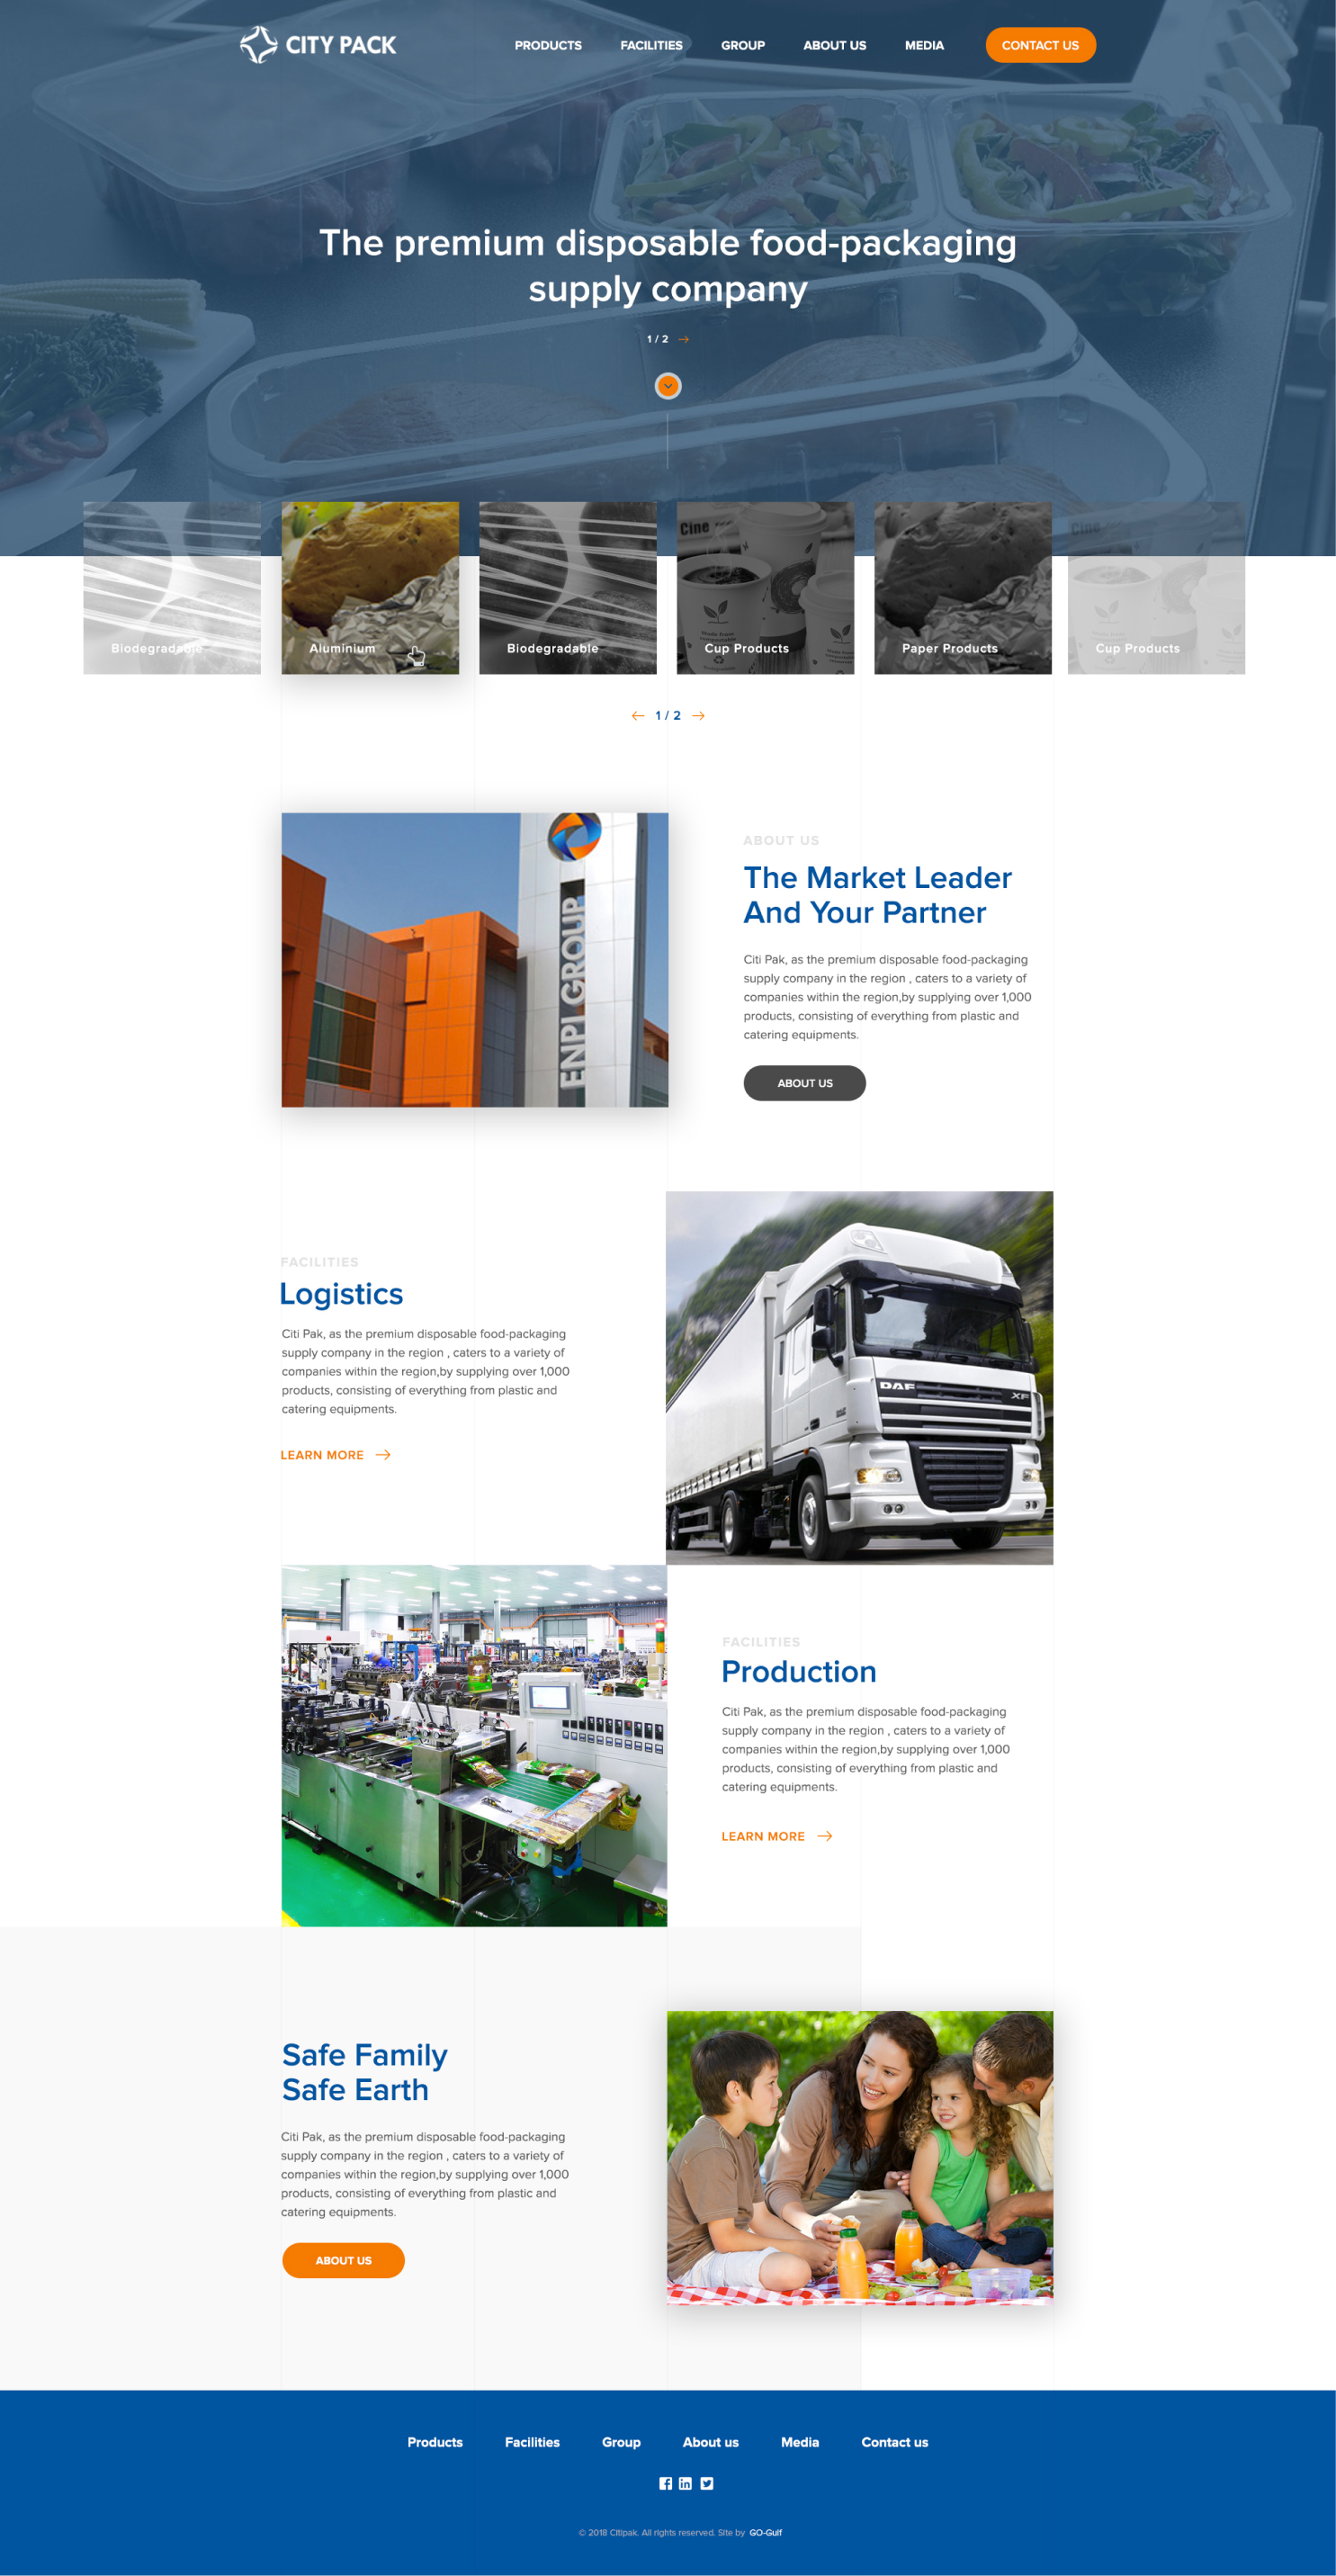 CITY PACK
PRODUCTS FACILITIES GROUP ABOUT US MEDIA CONTACT US
The premium disposable food-packaging
supply company
1 / 2
Cine
Cine
Made from
Biodegradable
Aluminium
Biodegradable
Cup Products
Paper Products
Cup Products
1 / 2
ENPI GROUP
ABOUT US
The Market Leader
And Your Partner
Citi Pak, as the premium disposable food-packaging
supply company in the region , caters to a variety of
companies within the region,by supplying over 1,000
products, consisting of everything from plastic and
catering equipments.
ABOUT US
FACILITIES
Logistics
Citi Pak, as the premium disposable food-packaging
supply company in the region , caters to a variety of
companies within the region,by supplying over 1,000
products, consisting of everything from plastic and
catering equipments.
LEARN MORE
DAF
XF
FACILITIES
Production
Citi Pak, as the premium disposable food-packaging
supply company in the region , caters to a variety of
companies within the region,by supplying over 1,000
products, consisting of everything from plastic and
catering equipments.
LEARN MORE
Safe Family
Safe Earth
Citi Pak, as the premium disposable food-packaging
supply company in the region , caters to a variety of
companies within the region,by supplying over 1,000
products, consisting of everything from plastic and
catering equipments.
ABOUT US
Products Facilities Group About us Media Contact us
© 2018 Citipak. All rights reserved. Site by GO-Gulf